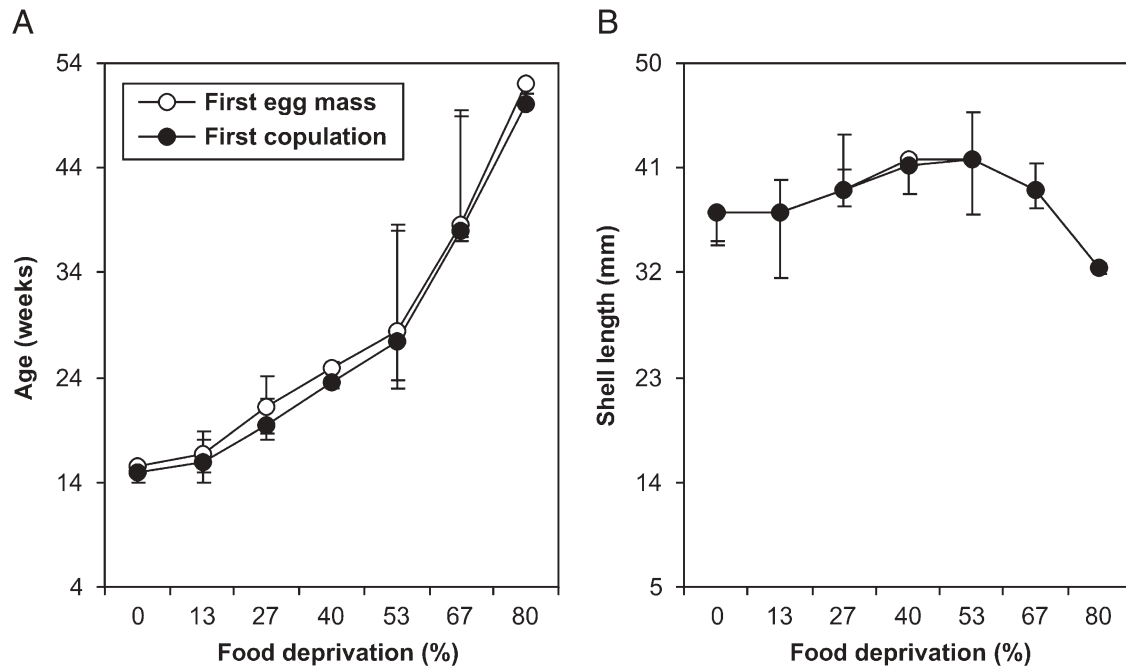 A
Age (weeks)
54
44
34
24
14
4
First egg mass
First copulation
0 13 27 40 53 67 80
Food deprivation (%)
B
Shell length (mm)
50
41
32
23
14
5
0 13 27 40 53 67 80
Food deprivation (%)